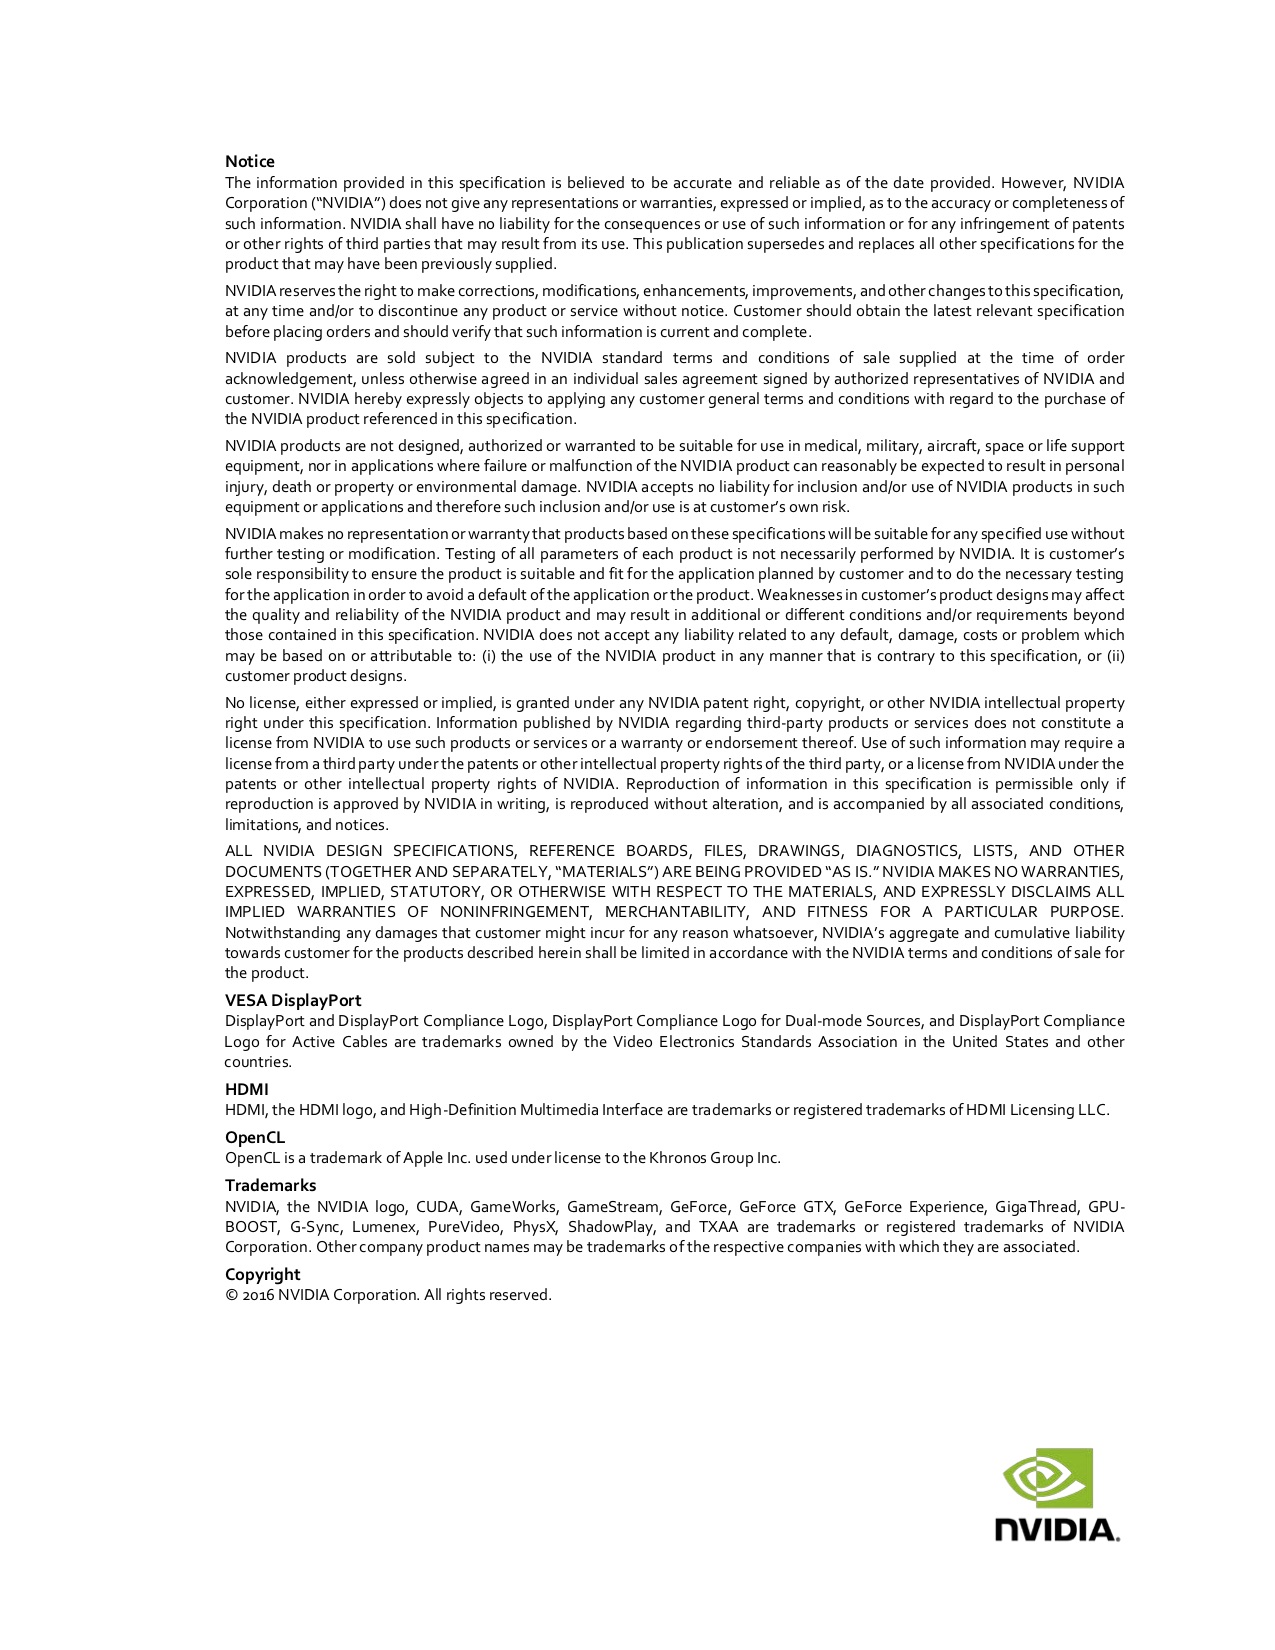 Notice
The information provided in this specification is believed to be accurate and reliable as of the date provided. However, NVIDIA
Corporation (“NVIDIA”) does not give any representations or warranties, expressed or implied, as to the accuracy or completeness of
such information. NVIDIA shall have no liability for the consequences or use of such information or for any infringement of patents
or other rights of third parties that may result from its use. This publication supersedes and replaces all other specifications for the
product that may have been previously supplied.
NVIDIA reserves the right to make corrections, modifications, enhancements, improvements, and other changes to this specification,
at any time and/or to discontinue any product or service without notice. Customer should obtain the latest relevant specification
before placing orders and should verify that such information is current and complete.
NVIDIA products are sold subject to the NVIDIA standard terms and conditions of sale supplied at the time of order
acknowledgement, unless otherwise agreed in an individual sales agreement signed by authorized representatives of NVIDIA and
customer. NVIDIA hereby expressly objects to applying any customer general terms and conditions with regard to the purchase of
the NVIDIA product referenced in this specification.
NVIDIA products are not designed, authorized or warranted to be suitable for use in medical, military, aircraft, space or life support
equipment, nor in applications where failure or malfunction of the NVIDIA product can reasonably be expected to result in personal
injury, death or property or environmental damage. NVIDIA accepts no liability for inclusion and/or use of NVIDIA products in such
equipment or applications and therefore such inclusion and/or use is at customer’s own risk.
NVIDIA makes no representation or warranty that products based on these specifications will be suitable for any specified use without
further testing or modification. Testing of all parameters of each product is not necessarily performed by NVIDIA. It is customer’s
sole responsibility to ensure the product is suitable and fit for the application planned by customer and to do the necessary testing
for the application in order to avoid a default of the application or the product. Weaknesses in customer’s product designs may affect
the quality and reliability of the NVIDIA product and may result in additional or different conditions and/or requirements beyond
those contained in this specification. NVIDIA does not accept any liability related to any default, damage, costs or problem which
may be based on or attributable to: (i) the use of the NVIDIA product in any manner that is contrary to this specification, or (ii)
customer product designs.
No license, either expressed or implied, is granted under any NVIDIA patent right, copyright, or other NVIDIA intellectual property
right under this specification. Information published by NVIDIA regarding third-party products or services does not constitute a
license from NVIDIA to use such products or services or a warranty or endorsement thereof. Use of such information may require a
license from a third party under the patents or other intellectual property rights of the third party, or a license from NVIDIA under the
patents or other intellectual property rights of NVIDIA. Reproduction of information in this specification is permissible only if
reproduction is approved by NVIDIA in writing, is reproduced without alteration, and is accompanied by all associated conditions,
limitations, and notices.
ALL NVIDIA DESIGN SPECIFICATIONS, REFERENCE BOARDS, FILES, DRAWINGS, DIAGNOSTICS, LISTS, AND OTHER
DOCUMENTS (TOGETHER AND SEPARATELY, “MATERIALS”) ARE BEING PROVIDED “AS IS.” NVIDIA MAKES NO WARRANTIES,
EXPRESSED, IMPLIED, STATUTORY, OR OTHERWISE WITH RESPECT TO THE MATERIALS, AND EXPRESSLY DISCLAIMS ALL
IMPLIED WARRANTIES OF NONINFRINGEMENT, MERCHANTABILITY, AND FITNESS FOR A PARTICULAR PURPOSE.
Notwithstanding any damages that customer might incur for any reason whatsoever, NVIDIA’s aggregate and cumulative liability
towards customer for the products described herein shall be limited in accordance with the NVIDIA terms and conditions of sale for
the product.
VESA DisplayPort
DisplayPort and DisplayPort Compliance Logo, DisplayPort Compliance Logo for Dual-mode Sources, and DisplayPort Compliance
Logo for Active Cables are trademarks owned by the Video Electronics Standards Association in the United States and other
countries.
HDMI
HDMI, the HDMI logo, and High-Definition Multimedia Interface are trademarks or registered trademarks of HDMI Licensing LLC.
OpenCL
OpenCL is a trademark of Apple Inc. used under license to the Khronos Group Inc.
Trademarks
NVIDIA, the NVIDIA logo, CUDA, GameWorks, GameStream, GeForce, GeForce GTX, GeForce Experience, GigaThread, GPU-
BOOST, G-Sync, Lumenex, PureVideo, PhysX, ShadowPlay, and TXAA are trademarks or registered trademarks of NVIDIA
Corporation. Other company product names may be trademarks of the respective companies with which they are associated.
Copyright
© 2016 NVIDIA Corporation. All rights reserved.
NVIDIA.